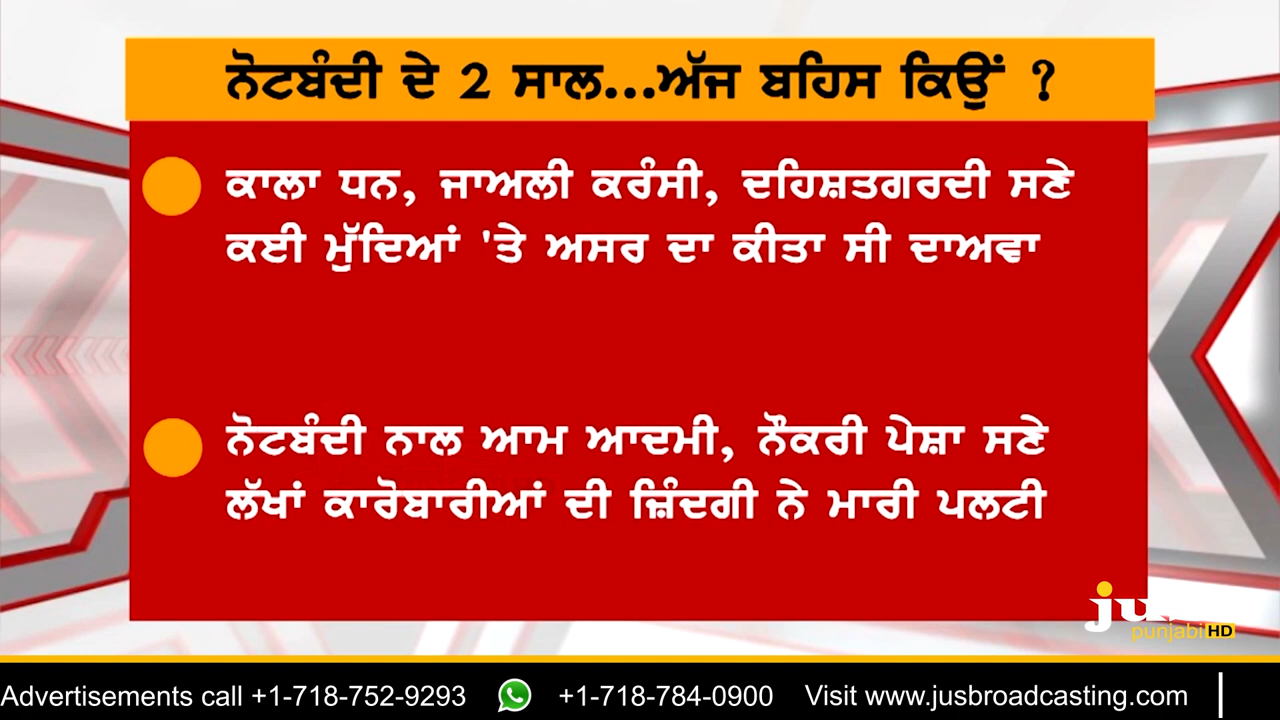 ਨੋਟਬੰਦੀ ਦੇ 2 ਸਾਲ...ਅੱਜ ਬਹਿਸ ਕਿਉਂ ?
ਕਾਲਾ ਧਨ, ਜਾਅਲੀ ਕਰੰਸੀ, ਦਹਿਸ਼ਤਗਰਦੀ ਸਣੇ
ਕਈ ਮੁੱਦਿਆਂ 'ਤੇ ਅਸਰ ਦਾ ਕੀਤਾ ਸੀ ਦਾਅਵਾ
ਨੋਟਬੰਦੀ ਨਾਲ ਆਮ ਆਦਮੀ, ਨੌਕਰੀ ਪੇਸ਼ਾ ਸਣੇ
ਲੱਖਾਂ ਕਾਰੋਬਾਰੀਆਂ ਦੀ ਜ਼ਿੰਦਗੀ ਨੇ ਮਾਰੀ ਪਲਟੀ
punjabi HD
Advertisements call +1-718-752-9293 +1-718-784-0900 Visit www.jusbroadcasting.com